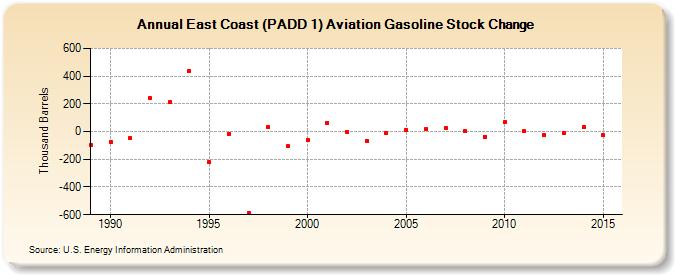 Annual East Coast (PADD 1) Aviation Gasoline Stock Change
Thousand Barrels
600
400
200
0
-200
-400
-600
1990 1995 2000 2005 2010 2015
Source: U.S. Energy Information Administration